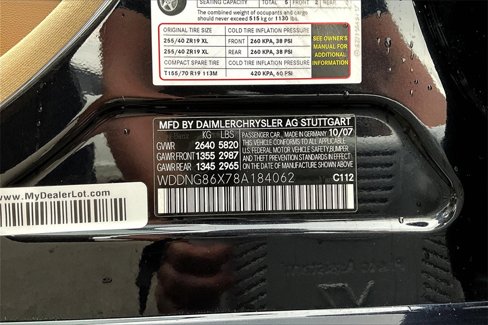 SEATING CAPACITY TOTAL 5 FRONT 2 REAR
The combined weight of occupants and cargo
should never exceed 515 kg or 1130 lbs.
ORIGINAL TIRE SIZE COLD TIRE INFLATION PRESSURE
255/40 ZR19 XL FRONT 260 KPA, 38 PSI
255/40 ZR19 XL REAR 260 KPA, 38 PSI
COMPACT SPARE TIRE COLD TIRE INFLATION PRESSURE
T155/70 R19 113M 420 KPA, 60 PSI
SEE OWNER'S
MANUAL FOR
ADDITIONAL
INFORMATION
MFD BY DAIMLERCHRYSLER AG STUTTGART
KG LBS
GVWR 2640 5820
GAWR FRONT 1355 2987
GAWR REAR 1345 2965
PASSENGER CAR, MADE IN GERMANY 10/07
THIS VEHICLE CONFORMS TO ALL APPLICABLE
U.S. FEDERAL MOTOR VEHICLE SAFETY, BUMPER,
AND THEFT PREVENTION STANDARDS IN EFFECT
ON THE DATE OF MANUFACTURE SHOWN ABOVE
WDDNG86X78A184062
C112
www.MyDealerLot.com